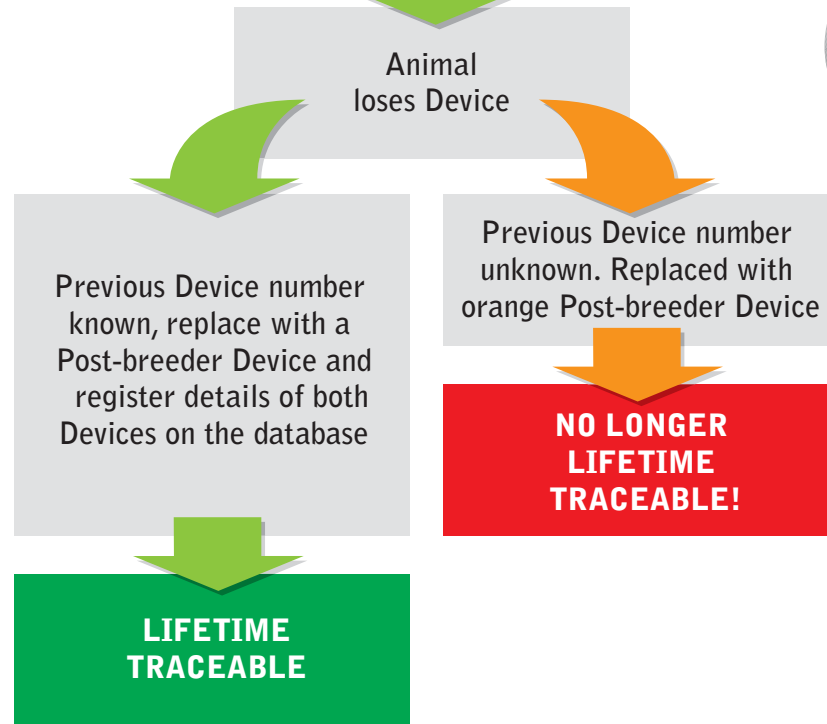 Animal
loses Device
Previous Device number
known, replace with a
Post-breeder Device and
register details of both
Devices on the database
LIFETIME
TRACEABLE
Previous Device number
unknown. Replaced with
orange Post-breeder Device
NO LONGER
LIFETIME
TRACEABLE!